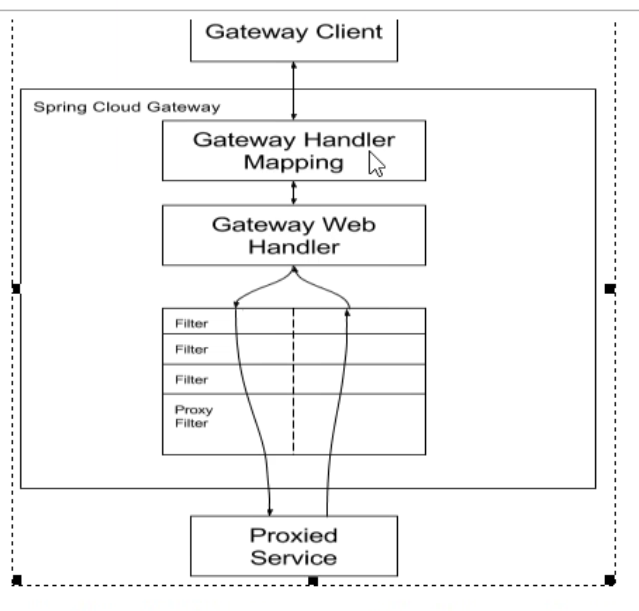 Gateway Client
Spring Cloud Gateway
Gateway Handler
Mapping
Gateway Web
Handler
Filter
Filter
Filter
Proxy
Filter
Proxied
Service